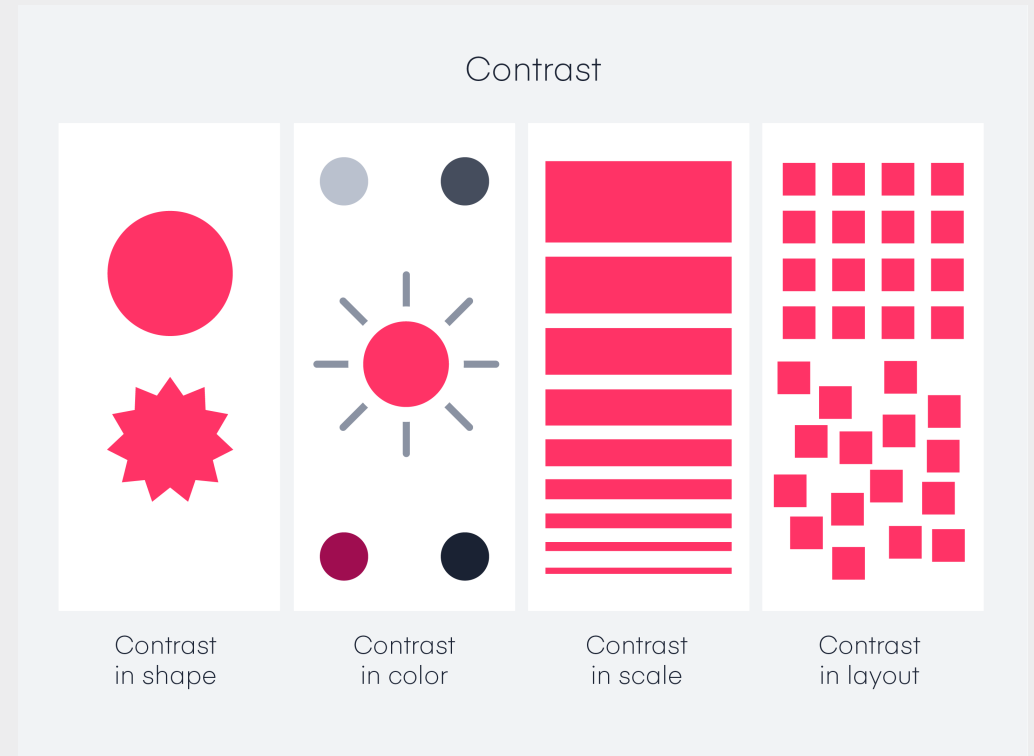 Contrast
Contrast
in shape
Contrast
in color
Contrast
in scale
Contrast
in layout